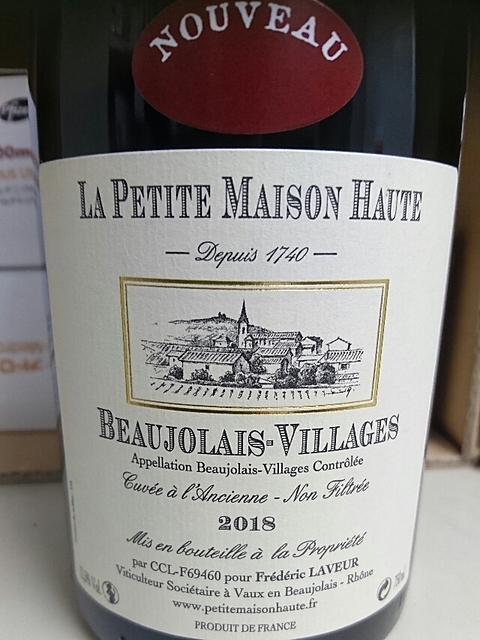 NOUVEAU
LA PETITE MAISON HAUTE
— Depuis 1740 —
BEAUJOLAIS-VILLAGES
Appellation Beaujolais-Villages Contrôlée
Cuvée à l'Ancienne - Non Filtrée
2018
Mis en bouteille à la Propriété
par CCL-F69460 pour Frédéric LAVEUR
Viticulteur Sociétaire à Vaux en Beaujolais - Rhône
www.petitemaisonhaute.fr
PRODUIT DE FRANCE